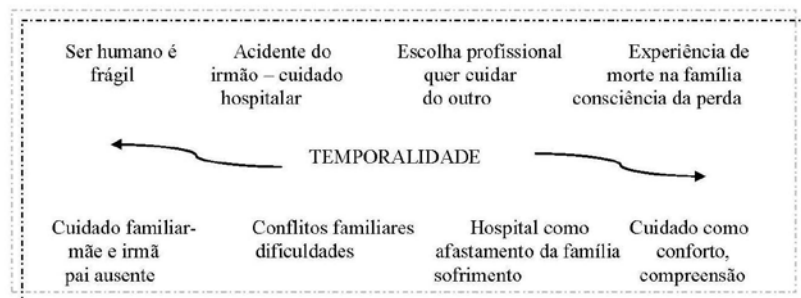 Ser humano é
frágil
Acidente do
irmão – cuidado
hospitalar
Escolha profissional
quer cuidar
do outro
Experiência de
morte na família
consciência da perda
TEMPORALIDADE
Cuidado familiar-
mãe e irmã
pai ausente
Conflitos familiares
dificuldades
Hospital como
afastamento da família
sofrimento
Cuidado como
conforto,
compreensão